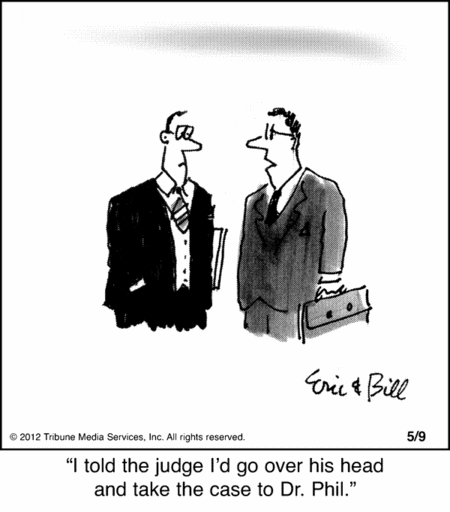 Eric & Bill
© 2012 Tribune Media Services, Inc. All rights reserved.
5/9
“I told the judge I’d go over his head
and take the case to Dr. Phil.”